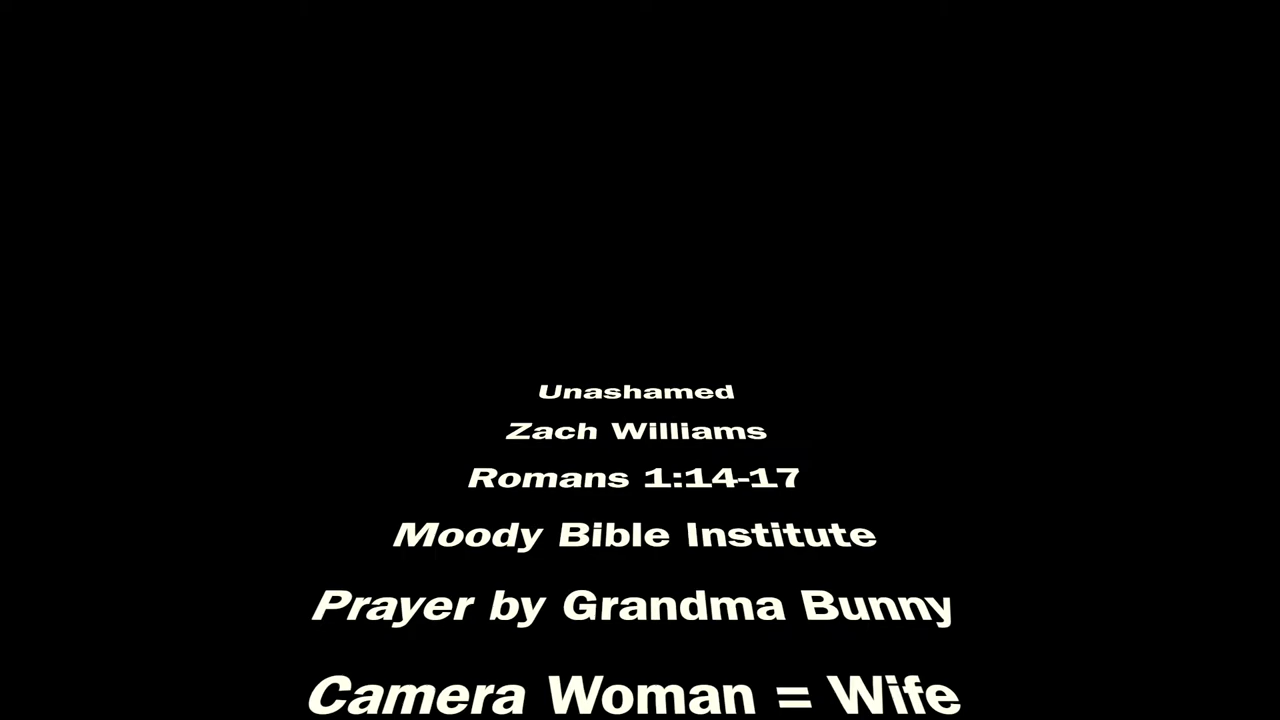 Unashamed
Zach Williams
Romans 1:14-17
Moody Bible Institute
Prayer by Grandma Bunny
Camera Woman = Wife